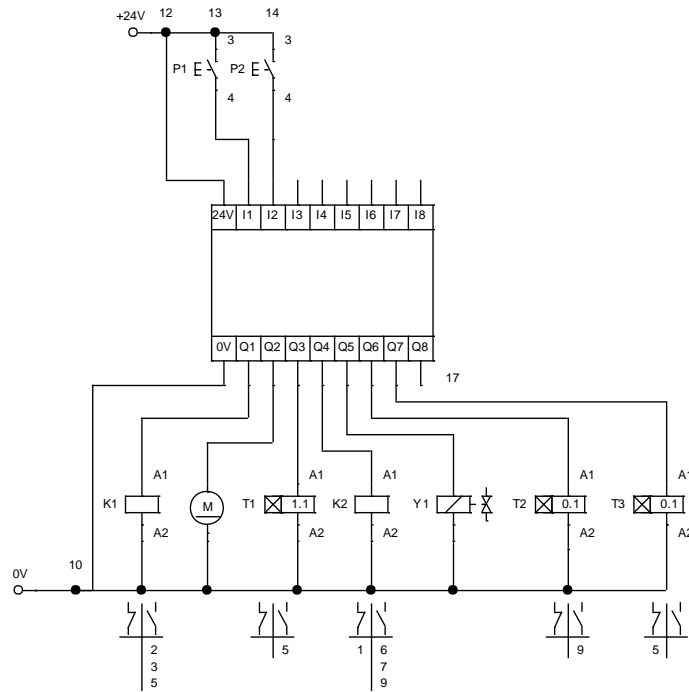 12 13 14
+24V
3 3
P1 P2
4 4
24V I1 I2 I3 I4 I5 I6 I7 I8
0V Q1 Q2 Q3 Q4 Q5 Q6 Q7 Q8
17
A1 A1 A1 A1 A1
K1 M T1 1.1 K2 Y1 T2 0.1 T3 0.1
A2 A2 A2 A2 A2
10
0V
2 5 1 6 9 5
3 7
5 9